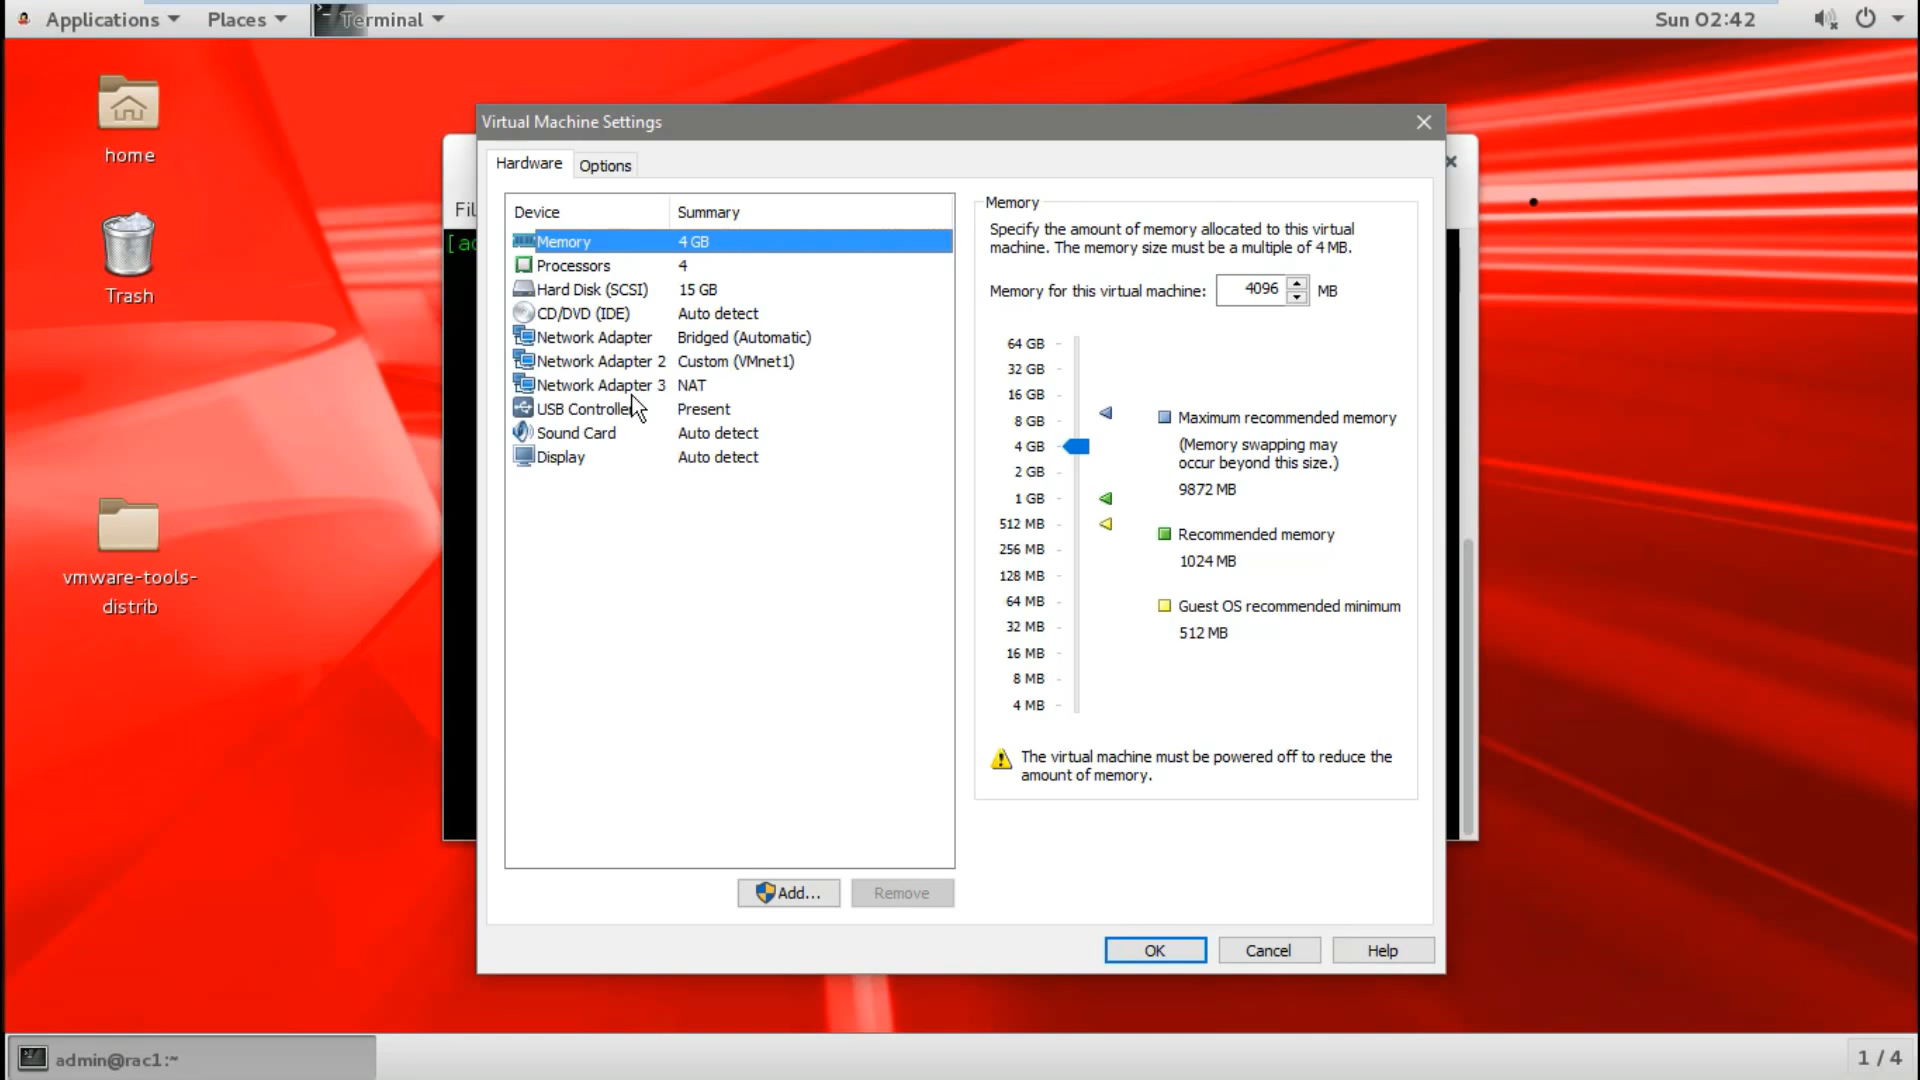 Applications Places Terminal Sun 02:42
home
Trash
vmware-tools-
distrib
Fil
[ac
Virtual Machine Settings
Hardware Options
Device Summary
Memory 4 GB
Processors 4
Hard Disk (SCSI) 15 GB
CD/DVD (IDE) Auto detect
Network Adapter Bridged (Automatic)
Network Adapter 2 Custom (VMnet1)
Network Adapter 3 NAT
USB Controller Present
Sound Card Auto detect
Display Auto detect
Add... Remove
Memory
Specify the amount of memory allocated to this virtual
machine. The memory size must be a multiple of 4 MB.
Memory for this virtual machine: 4096 MB
64 GB
32 GB
16 GB
8 GB
4 GB
2 GB
1 GB
512 MB
256 MB
128 MB
64 MB
32 MB
16 MB
8 MB
4 MB
Maximum recommended memory
(Memory swapping may
occur beyond this size.)
9872 MB
Recommended memory
1024 MB
Guest OS recommended minimum
512 MB
The virtual machine must be powered off to reduce the
amount of memory.
OK Cancel Help
admin@rac1:~ 1 / 4